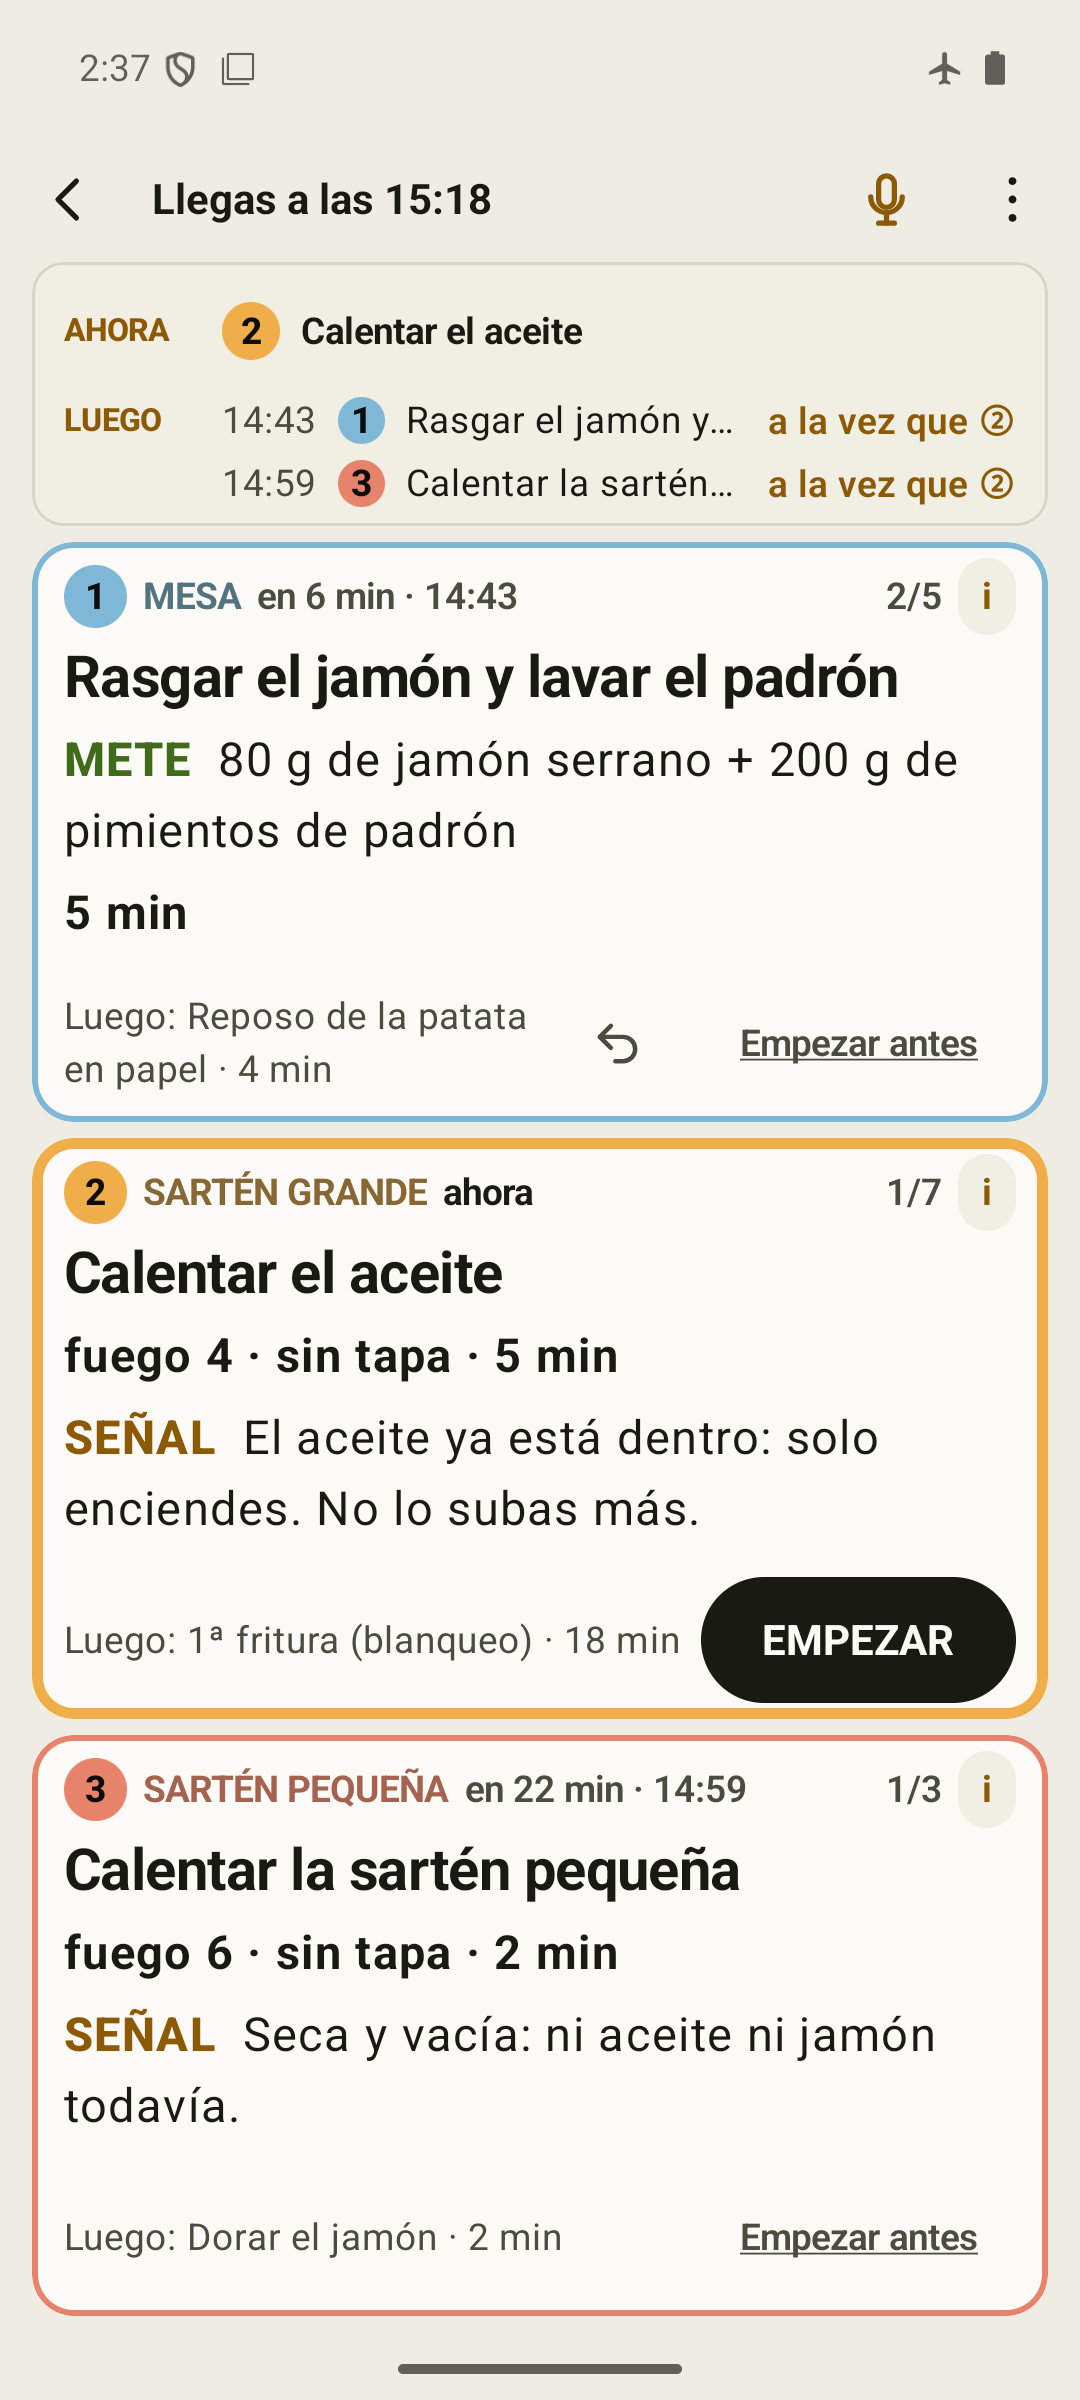 2:37
Llegas a las 15:18
AHORA 2 Calentar el aceite
LUEGO 14:43 1 Rasgar el jamón y… a la vez que ②
14:59 3 Calentar la sartén… a la vez que ②
1 MESA en 6 min · 14:43 2/5 i
Rasgar el jamón y lavar el padrón
METE 80 g de jamón serrano + 200 g de
pimientos de padrón
5 min
Luego: Reposo de la patata
en papel · 4 min
Empezar antes
2 SARTÉN GRANDE ahora 1/7 i
Calentar el aceite
fuego 4 · sin tapa · 5 min
SEÑAL El aceite ya está dentro: solo
enciendes. No lo subas más.
Luego: 1ª fritura (blanqueo) · 18 min EMPEZAR
3 SARTÉN PEQUEÑA en 22 min · 14:59 1/3 i
Calentar la sartén pequeña
fuego 6 · sin tapa · 2 min
SEÑAL Seca y vacía: ni aceite ni jamón
todavía.
Luego: Dorar el jamón · 2 min Empezar antes